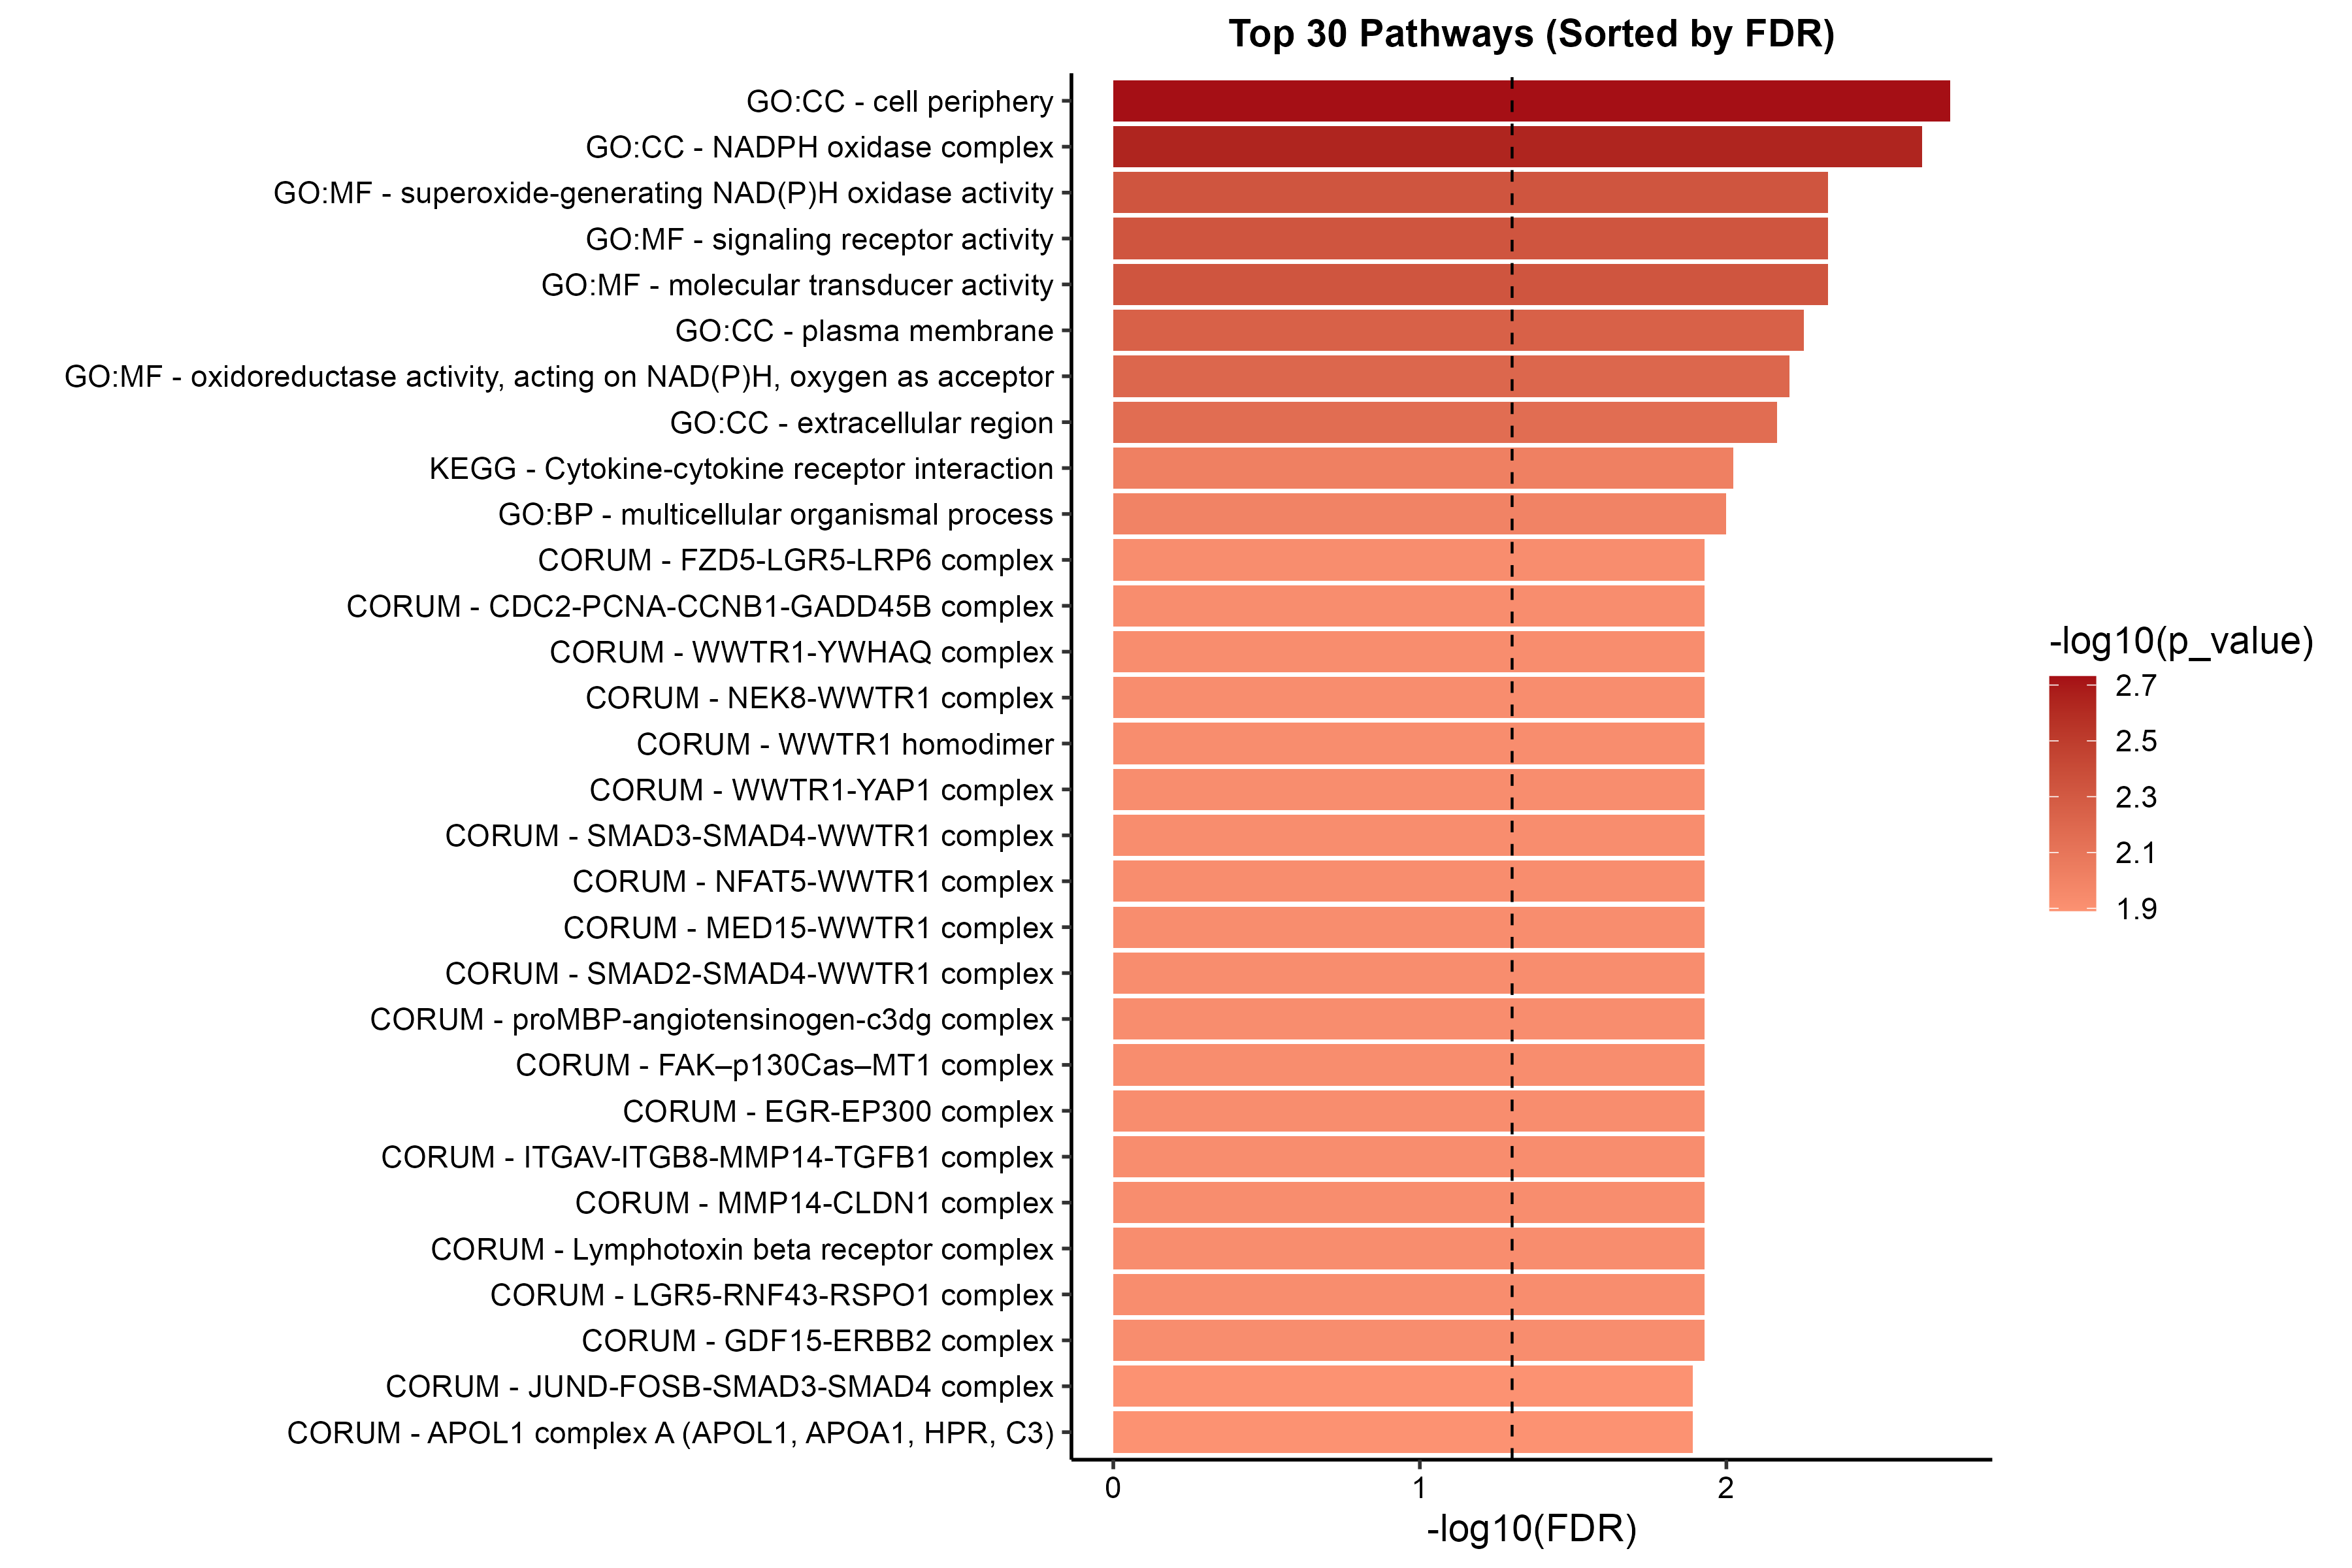 Top 30 Pathways (Sorted by FDR)
GO:CC - cell periphery
GO:CC - NADPH oxidase complex
GO:MF - superoxide-generating NAD(P)H oxidase activity
GO:MF - signaling receptor activity
GO:MF - molecular transducer activity
GO:CC - plasma membrane
GO:MF - oxidoreductase activity, acting on NAD(P)H, oxygen as acceptor
GO:CC - extracellular region
KEGG - Cytokine-cytokine receptor interaction
GO:BP - multicellular organismal process
CORUM - FZD5-LGR5-LRP6 complex
CORUM - CDC2-PCNA-CCNB1-GADD45B complex
CORUM - WWTR1-YWHAQ complex
CORUM - NEK8-WWTR1 complex
CORUM - WWTR1 homodimer
CORUM - WWTR1-YAP1 complex
CORUM - SMAD3-SMAD4-WWTR1 complex
CORUM - NFAT5-WWTR1 complex
CORUM - MED15-WWTR1 complex
CORUM - SMAD2-SMAD4-WWTR1 complex
CORUM - proMBP-angiotensinogen-c3dg complex
CORUM - FAK–p130Cas–MT1 complex
CORUM - EGR-EP300 complex
CORUM - ITGAV-ITGB8-MMP14-TGFB1 complex
CORUM - MMP14-CLDN1 complex
CORUM - Lymphotoxin beta receptor complex
CORUM - LGR5-RNF43-RSPO1 complex
CORUM - GDF15-ERBB2 complex
CORUM - JUND-FOSB-SMAD3-SMAD4 complex
CORUM - APOL1 complex A (APOL1, APOA1, HPR, C3)
0 1 2
-log10(FDR)
-log10(p_value)
2.7
2.5
2.3
2.1
1.9